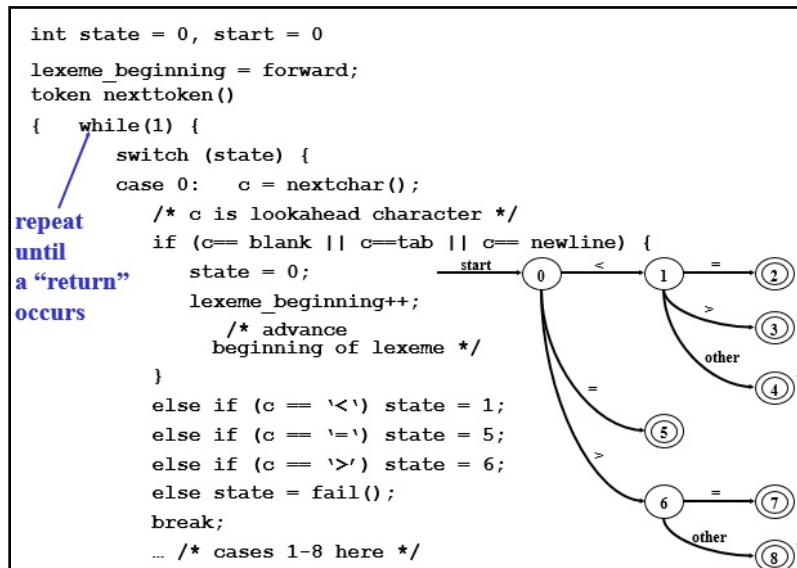 int state = 0, start = 0
lexeme_beginning = forward;
token nexttoken()
{   while(1) {
switch (state) {
case 0:   c = nextchar();
/* c is lookahead character */
if (c== blank || c==tab || c== newline) {
state = 0;
lexeme_beginning++;
/* advance
beginning of lexeme */
}
else if (c == '<') state = 1;
else if (c == '=') state = 5;
else if (c == '>') state = 6;
else state = fail();
break;
… /* cases 1-8 here */
repeat
until
a “return”
occurs
start 0 < 1 = 2
> 3
other 4
= 5
> 6 = 7
other 8